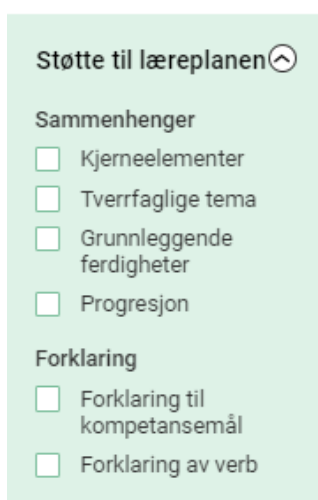 Støtte til læreplanen
Sammenhenger
Kjerneelementer
Tverrfaglige tema
Grunnleggende
ferdigheter
Progresjon
Forklaring
Forklaring til
kompetansemål
Forklaring av verb